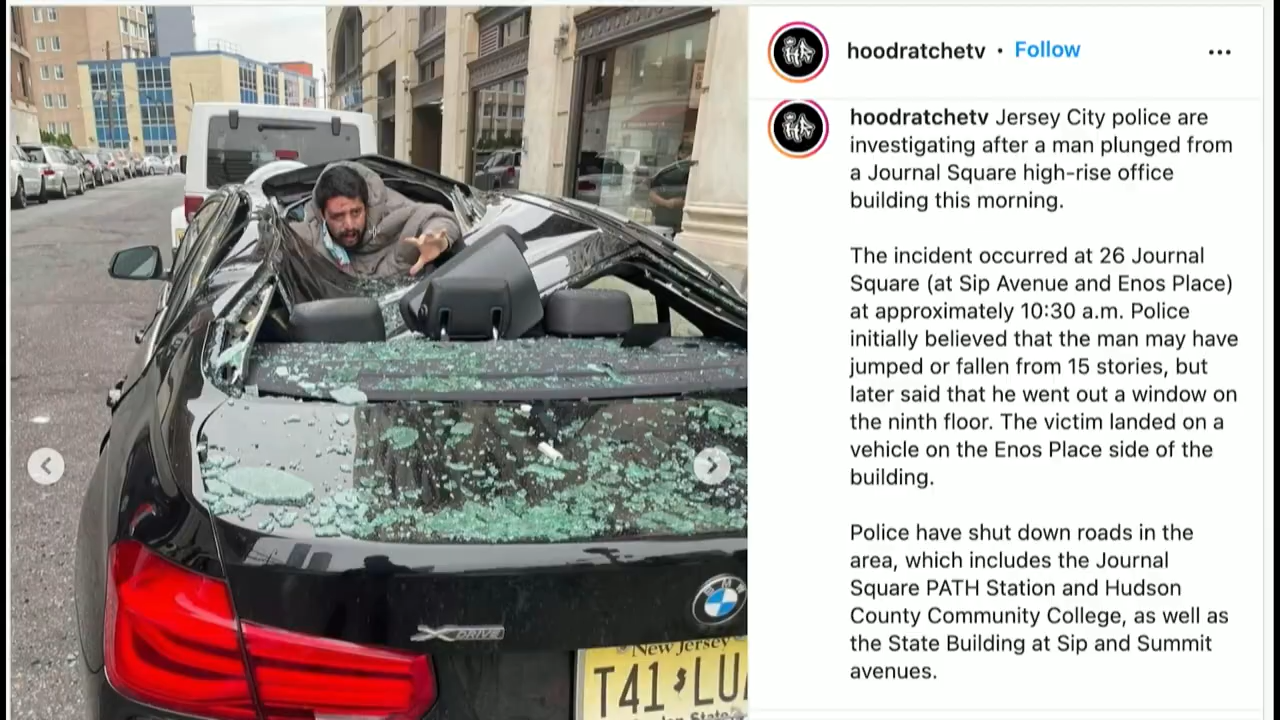 hoodratchetv • Follow
hoodratchetv Jersey City police are
investigating after a man plunged from
a Journal Square high-rise office
building this morning.
The incident occurred at 26 Journal
Square (at Sip Avenue and Enos Place)
at approximately 10:30 a.m. Police
initially believed that the man may have
jumped or fallen from 15 stories, but
later said that he went out a window on
the ninth floor. The victim landed on a
vehicle on the Enos Place side of the
building.
Police have shut down roads in the
area, which includes the Journal
Square PATH Station and Hudson
County Community College, as well as
the State Building at Sip and Summit
avenues.
BMW
XDRIVE
New Jersey
T41 LU